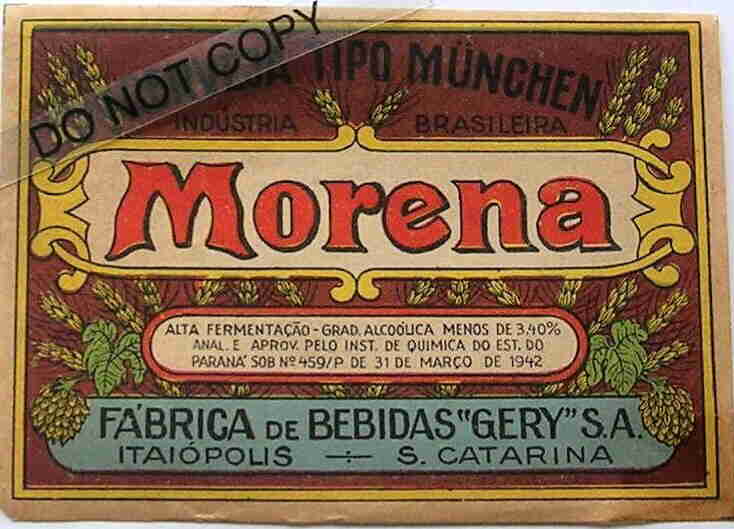 DO NOT COPY
TIPO MÜNCHEN
INDÚSTRIA BRASILEIRA
Morena
ALTA FERMENTAÇÃO - GRAD. ALCOÓLICA MENOS DE 3,40%
ANAL. E APROV. PELO INST. DE QUIMICA DO EST. DO
PARANÁ SOB Nº 459/P DE 31 DE MARÇO DE 1942
FÁBRICA DE BEBIDAS "GERY" S.A.
ITAIÓPOLIS - S. CATARINA